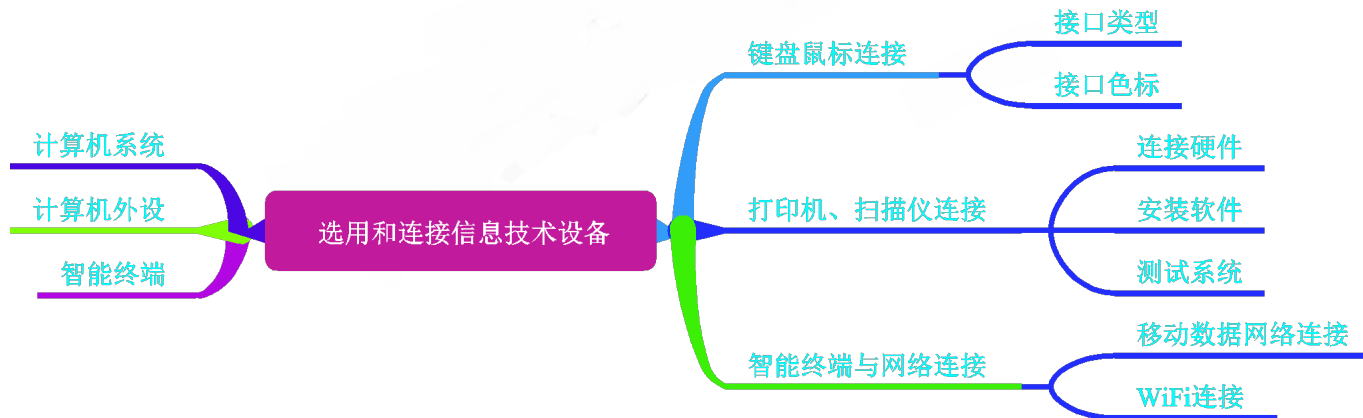 计算机系统
计算机外设
智能终端
选用和连接信息技术设备
键盘鼠标连接
接口类型
接口色标
打印机、扫描仪连接
连接硬件
安装软件
测试系统
智能终端与网络连接
移动数据网络连接
WiFi连接